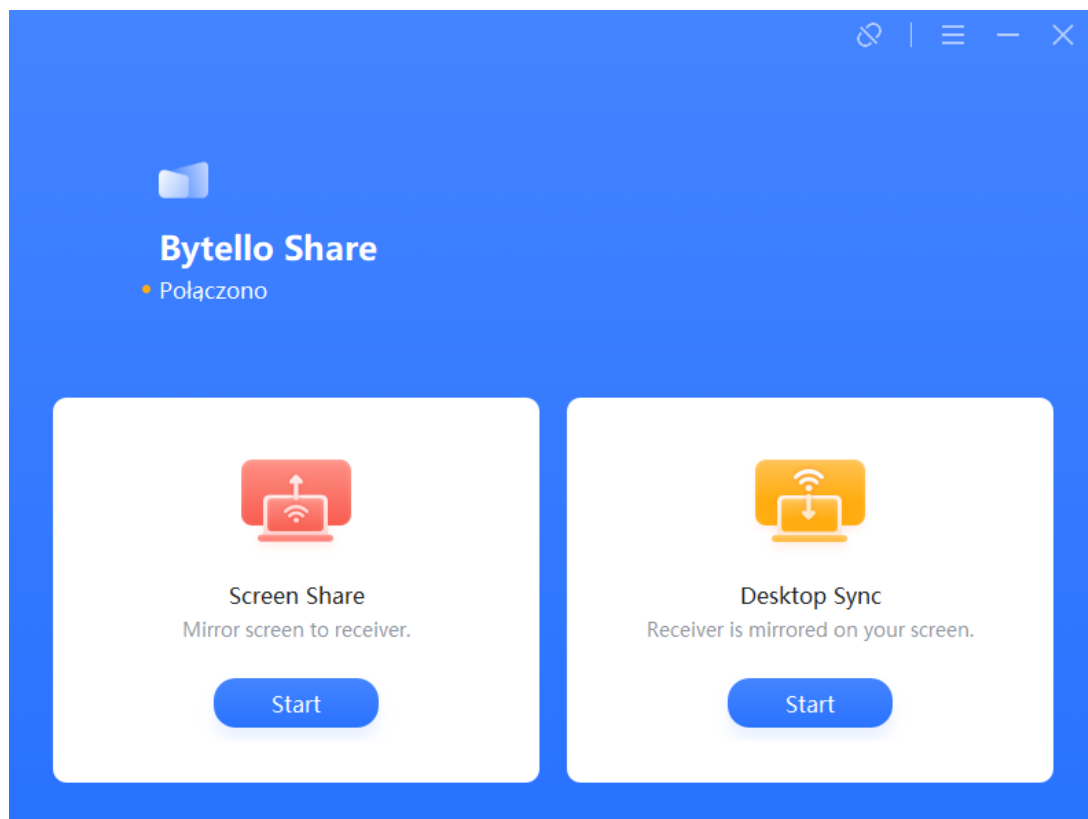 Bytello Share
Połączono
Screen Share
Mirror screen to receiver.
Start
Desktop Sync
Receiver is mirrored on your screen.
Start